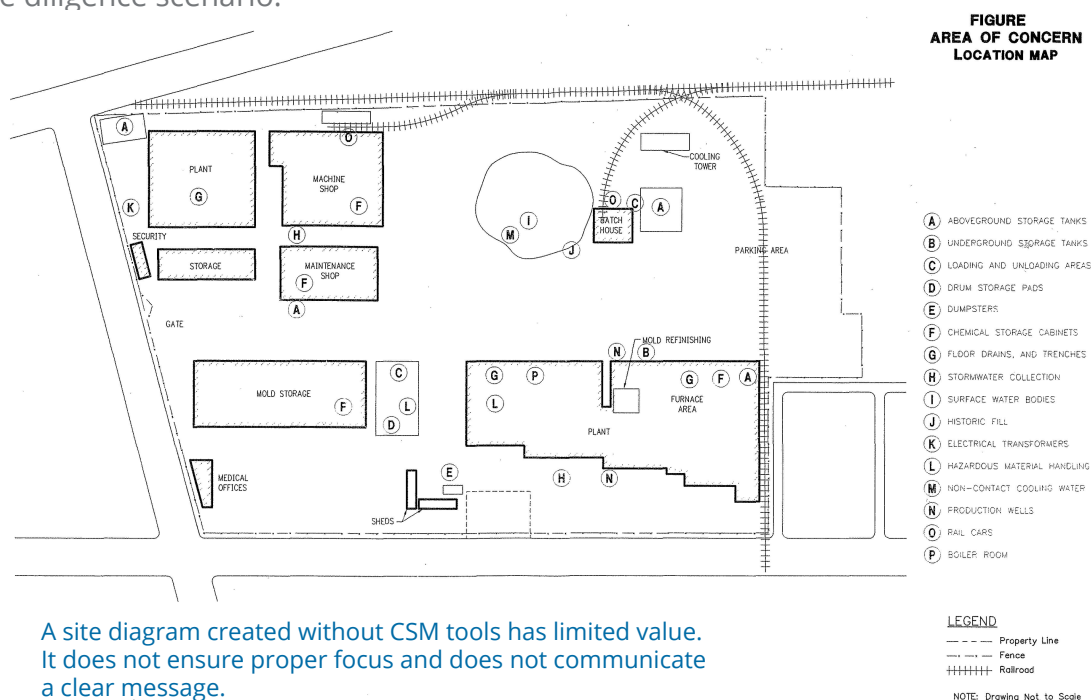 e diligence scenario.
FIGURE
AREA OF CONCERN
LOCATION MAP
A
O
PLANT
G
MACHINE
SHOP
F
K
SECURITY
H
STORAGE
MAINTENANCE
SHOP
F
A
GATE
COOLING
TOWER
O
C
A
BATCH
HOUSE
I
M
J
PARKING AREA
MOLD STORAGE
F
C
L
D
N
B
MOLD REFINISHING
G
P
L
G
F
A
FURNACE
AREA
PLANT
H
N
E
MEDICAL
OFFICES
SHEDS
A ABOVEGROUND STORAGE TANKS
B UNDERGROUND STORAGE TANKS
C LOADING AND UNLOADING AREAS
D DRUM STORAGE PADS
E DUMPSTERS
F CHEMICAL STORAGE CABINETS
G FLOOR DRAINS, AND TRENCHES
H STORMWATER COLLECTION
I SURFACE WATER BODIES
J HISTORIC FILL
K ELECTRICAL TRANSFORMERS
L HAZARDOUS MATERIAL HANDLING
M NON-CONTACT COOLING WATER
N PRODUCTION WELLS
O RAIL CARS
P BOILER ROOM
LEGEND
Property Line
Fence
Railroad
NOTE: Drawing Not to Scale
A site diagram created without CSM tools has limited value.
It does not ensure proper focus and does not communicate
a clear message.